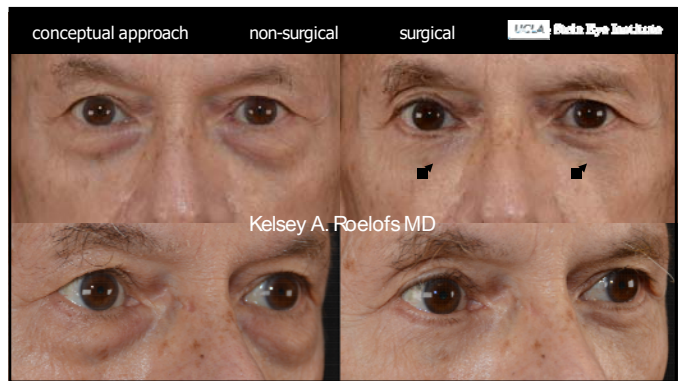 conceptual approach non-surgical surgical UCLA Stein Eye Institute
Kelsey A. Roelofs MD